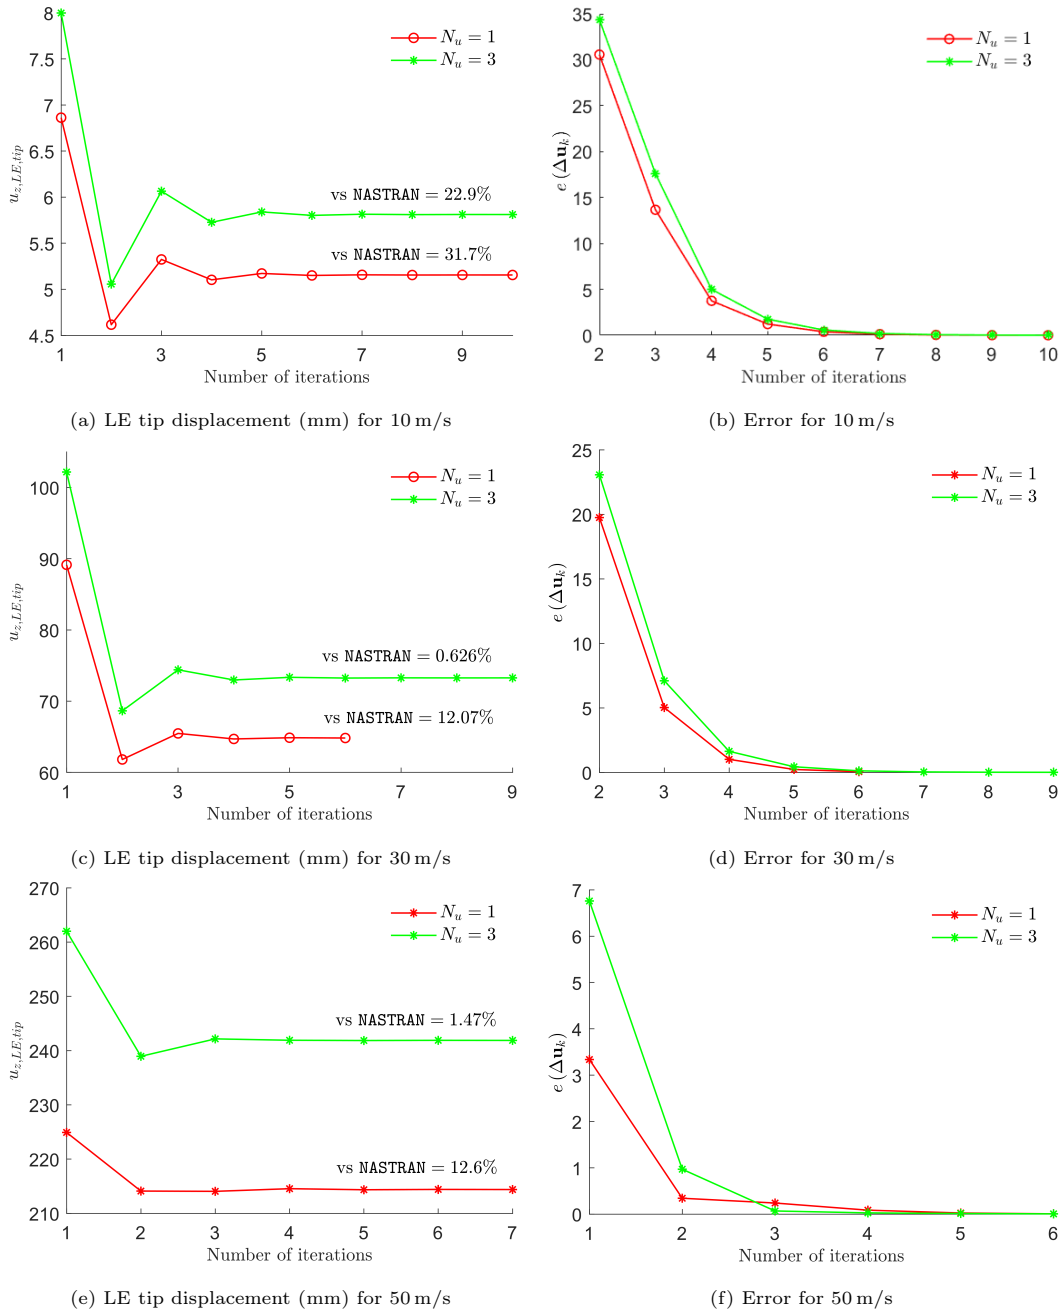 8
7.5
7
6.5
6
5.5
5
4.5
1 3 5 7 9
u_{z,LE,tip}
Number of iterations
N_u = 1
N_u = 3
vs NASTRAN = 22.9%
vs NASTRAN = 31.7%
(a) LE tip displacement (mm) for 10 m/s
35
30
25
20
15
10
5
0
2 3 4 5 6 7 8 9 10
e (Δu_k)
Number of iterations
N_u = 1
N_u = 3
(b) Error for 10 m/s
100
90
80
70
60
1 3 5 7 9
u_{z,LE,tip}
Number of iterations
N_u = 1
N_u = 3
vs NASTRAN = 0.626%
vs NASTRAN = 12.07%
(c) LE tip displacement (mm) for 30 m/s
25
20
15
10
5
0
2 3 4 5 6 7 8 9
e (Δu_k)
Number of iterations
N_u = 1
N_u = 3
(d) Error for 30 m/s
270
260
250
240
230
220
210
1 2 3 4 5 6 7
u_{z,LE,tip}
Number of iterations
N_u = 1
N_u = 3
vs NASTRAN = 1.47%
vs NASTRAN = 12.6%
(e) LE tip displacement (mm) for 50 m/s
7
6
5
4
3
2
1
0
1 2 3 4 5 6
e (Δu_k)
Number of iterations
N_u = 1
N_u = 3
(f) Error for 50 m/s